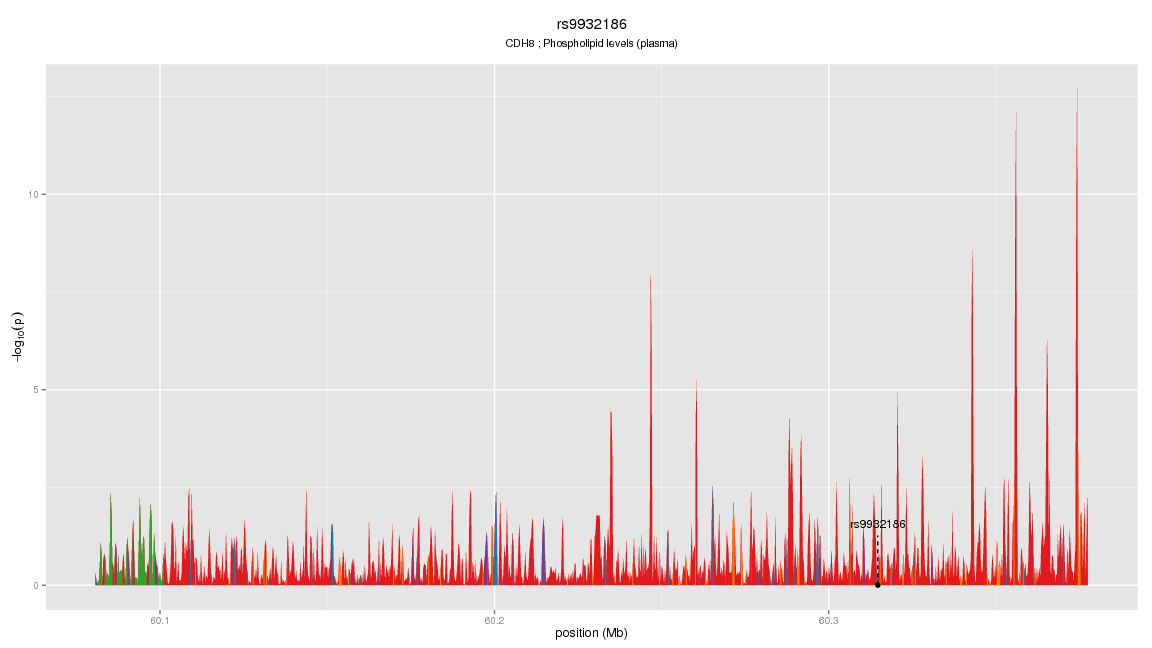 rs9932186
CDH8 ; Phospholipid levels (plasma)
−log10(p)
10
5
0
rs9932186
60.1
60.2
60.3
position (Mb)